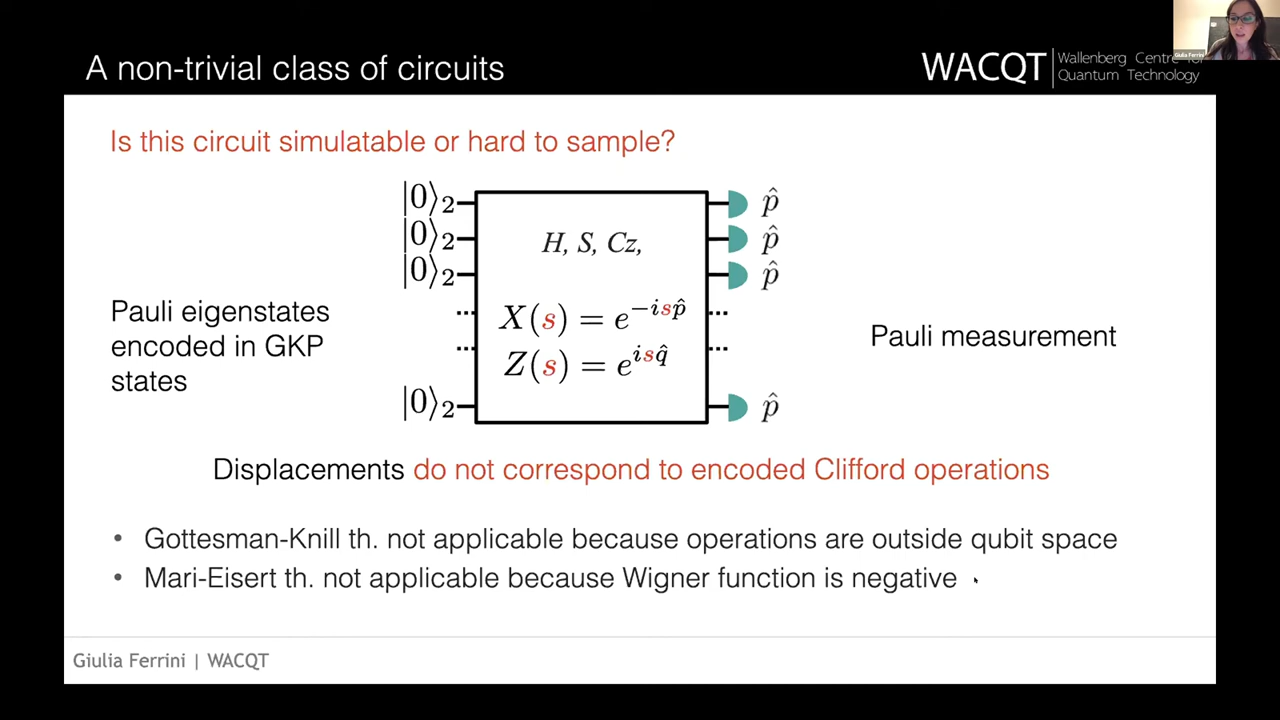 A non-trivial class of circuits
WACQT
Wallenberg Centre for
Quantum Technology
Giulia Ferrini
Is this circuit simulatable or hard to sample?
|0⟩₂
|0⟩₂
|0⟩₂
|0⟩₂
H, S, Cz,
X(s) = e^{-isp̂}
Z(s) = e^{isq̂}
...
...
...
...
p̂
p̂
p̂
p̂
Pauli eigenstates
encoded in GKP
states
Pauli measurement
Displacements do not correspond to encoded Clifford operations
• Gottesman-Knill th. not applicable because operations are outside qubit space
• Mari-Eisert th. not applicable because Wigner function is negative
Giulia Ferrini | WACQT